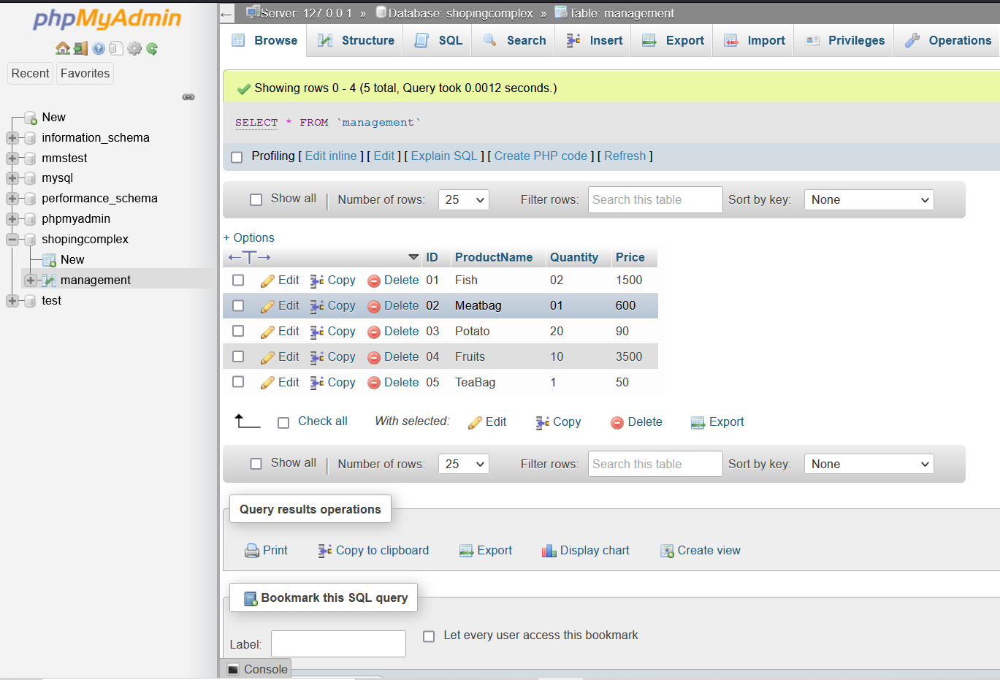 phpMyAdmin
Recent Favorites
New
information_schema
mmstest
mysql
performance_schema
phpmyadmin
shopingcomplex
New
management
test
← Server: 127.0.0.1 » Database: shopingcomplex » Table: management
Browse Structure SQL Search Insert Export Import Privileges Operations
Showing rows 0 - 4 (5 total, Query took 0.0012 seconds.)
SELECT * FROM `management`
Profiling [ Edit inline ] [ Edit ] [ Explain SQL ] [ Create PHP code ] [ Refresh ]
Show all | Number of rows: 25 Filter rows: Search this table Sort by key: None
+ Options
←T→ ID ProductName Quantity Price
Edit Copy Delete 01 Fish 02 1500
Edit Copy Delete 02 Meatbag 01 600
Edit Copy Delete 03 Potato 20 90
Edit Copy Delete 04 Fruits 10 3500
Edit Copy Delete 05 TeaBag 1 50
Check all With selected: Edit Copy Delete Export
Show all | Number of rows: 25 Filter rows: Search this table Sort by key: None
Query results operations
Print Copy to clipboard Export Display chart Create view
Bookmark this SQL query
Label: Let every user access this bookmark
Console